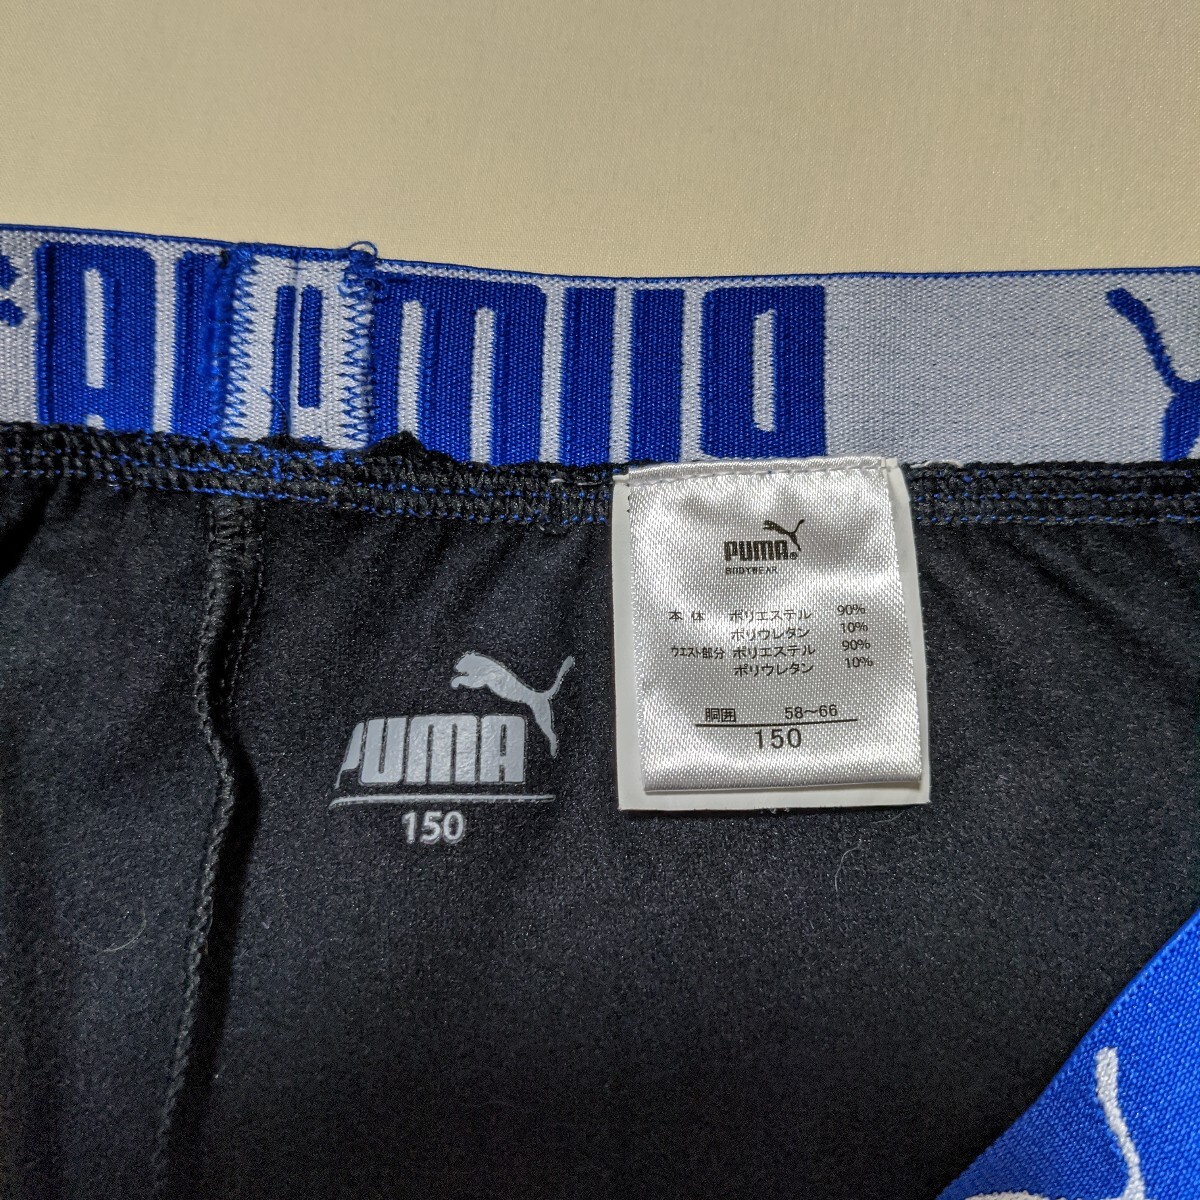 PUMA®
BODYWEAR
本体 ポリエステル 90%
ポリウレタン 10%
ウエスト部分 ポリエステル 90%
ポリウレタン 10%
胴囲 58～66
150
PUMA
150